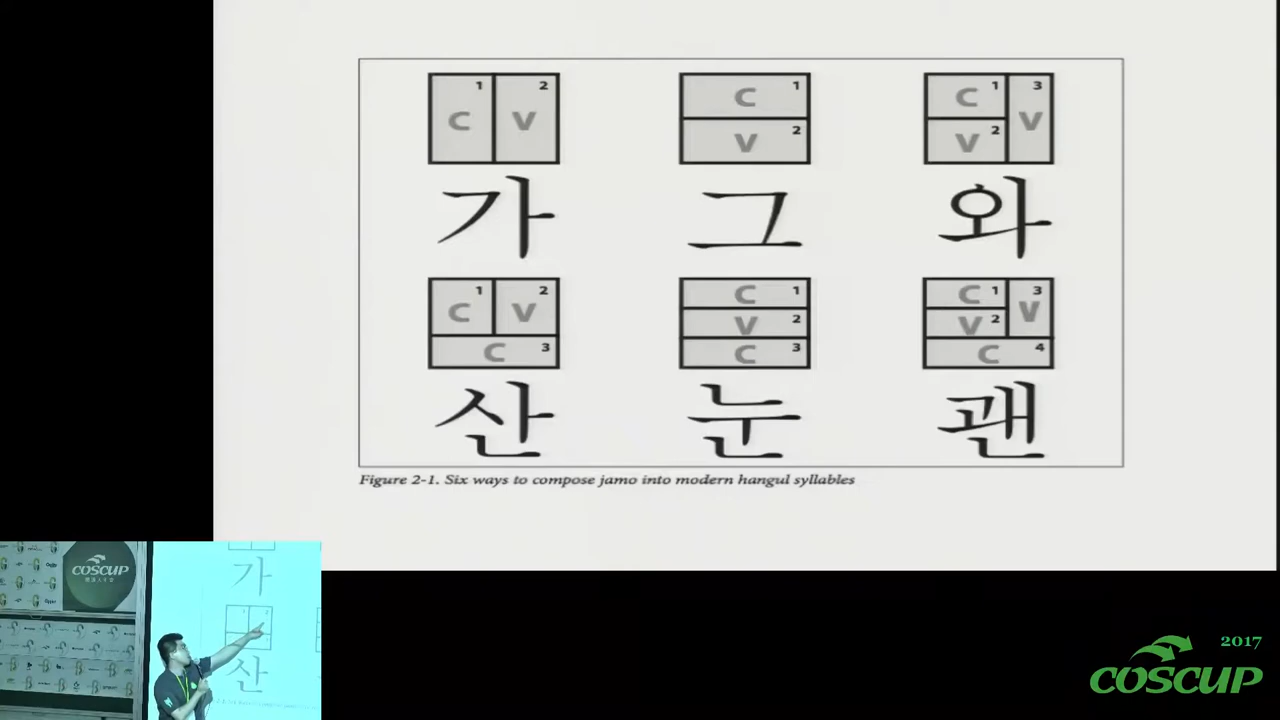 1 2 1 1 3
C V C C V
2 2
V V
가 그 와
1 2 C 1 C 1 3
C V V 2 V 2 V
C 3 C 3 C 4
산 눈 괜
Figure 2-1. Six ways to compose jamo into modern hangul syllables
COSCUP
가
산
2017
COSCUP